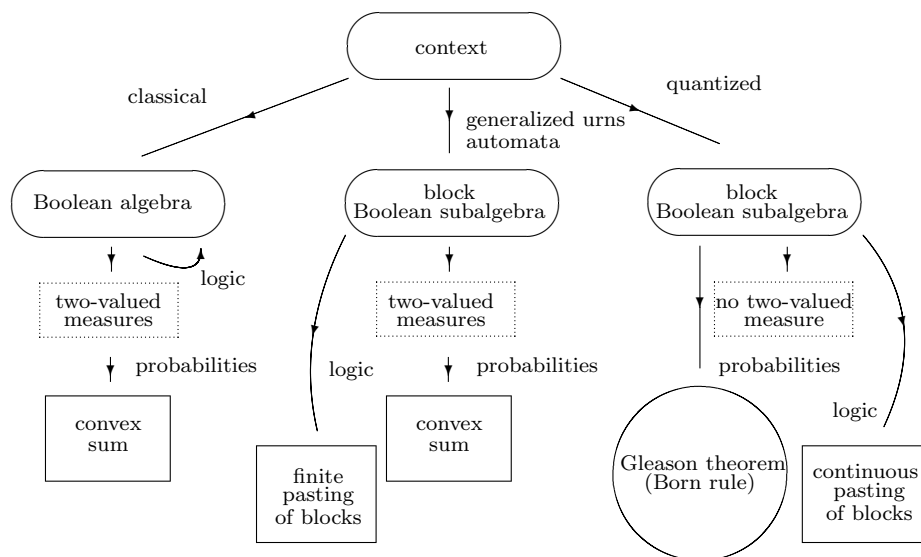 context
classical
quantized
generalized urns
automata
Boolean algebra
block
Boolean subalgebra
block
Boolean subalgebra
logic
two-valued
measures
two-valued
measures
no two-valued
measure
probabilities
logic
probabilities
probabilities
convex
sum
convex
sum
logic
finite
pasting
of blocks
Gleason theorem
(Born rule)
continuous
pasting
of blocks